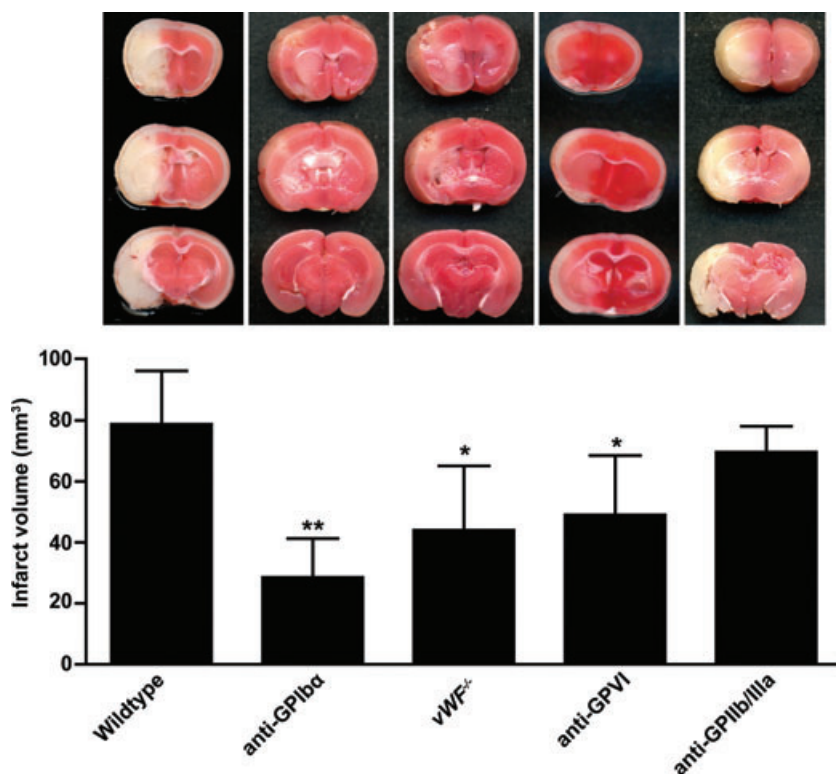 100
80
60
40
20
0
Infarct volume (mm³)
**
*
*
Wildtype
anti-GPIbα
vWF-/-
anti-GPVI
anti-GPIIb/IIIa